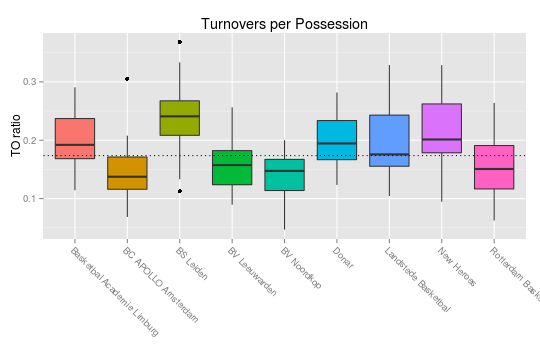 Turnovers per Possession
TO ratio
0.3
0.2
0.1
Basketbal Academie Limburg
BC APOLLO Amsterdam
BS Leiden
BV Leeuwarden
BV Noordkop
Donar
Landstede Basketbal
New Heroes
Rotterdam